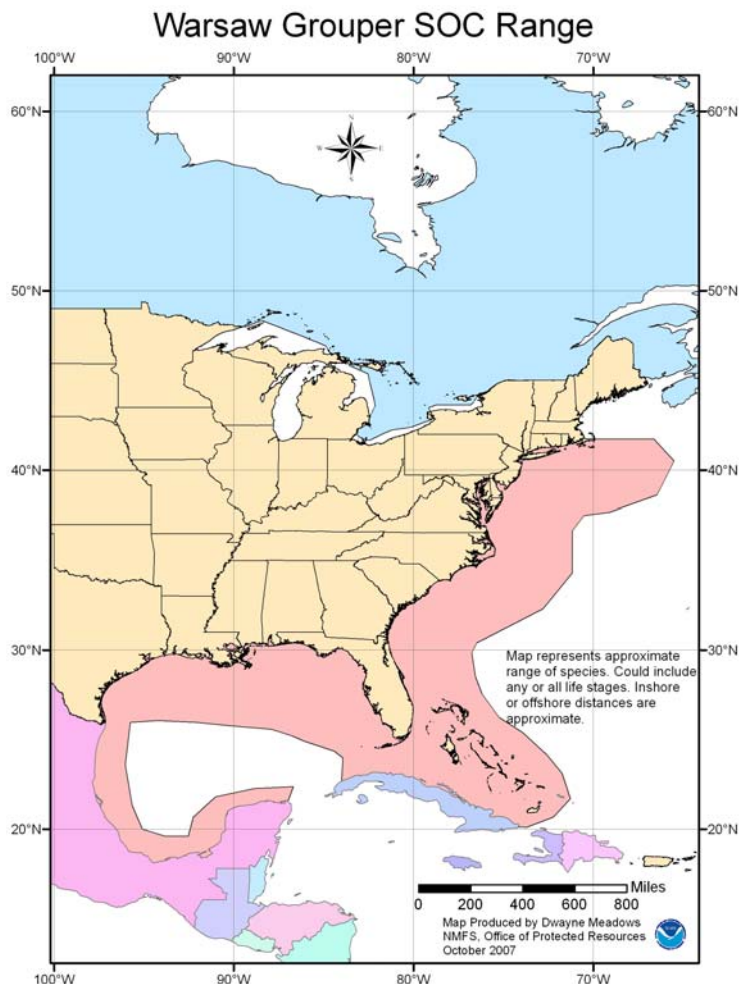 Warsaw Grouper SOC Range
100°W 90°W 80°W 70°W
60°N 60°N
N
W E
S
50°N 50°N
40°N 40°N
30°N 30°N
Map represents approximate
range of species. Could include
any or all life stages. Inshore
or offshore distances are
approximate.
20°N 20°N
Miles
0 200 400 600 800
Map Produced by Dwayne Meadows
NMFS, Office of Protected Resources
October 2007
100°W 90°W 80°W 70°W